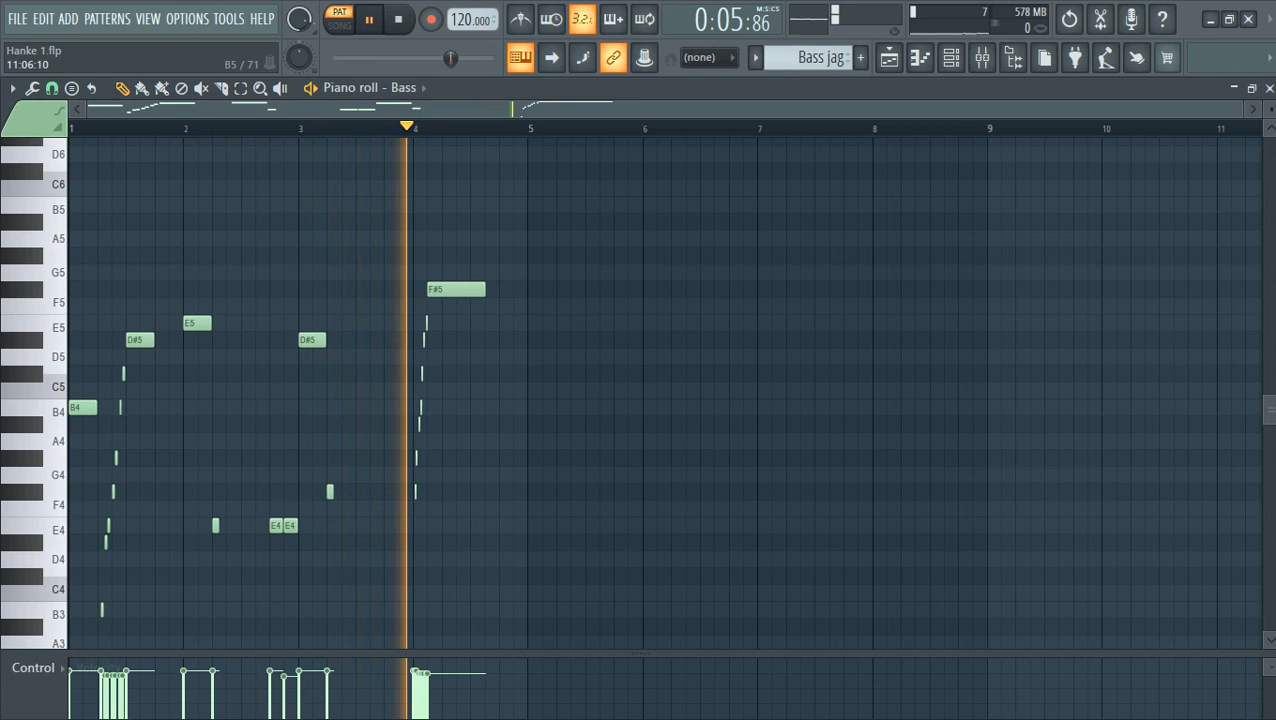 FILE EDIT ADD PATTERNS VIEW OPTIONS TOOLS HELP
PAT
SONG
120.000
3.2.
0:05:86
M:S:CS
7
578 MB
0
Hanke 1.flp
11:06:10
B5 / 71
(none)
Bass jag
Piano roll - Bass
1 2 3 4 5 6 7 8 9 10 11
D6
C6
B5
A5
G5
F#5
F5
E5
E5
D#5
D#5
D5
C5
B4
B4
A4
G4
F4
E4
E4
E4
D4
C4
B3
A3
Control